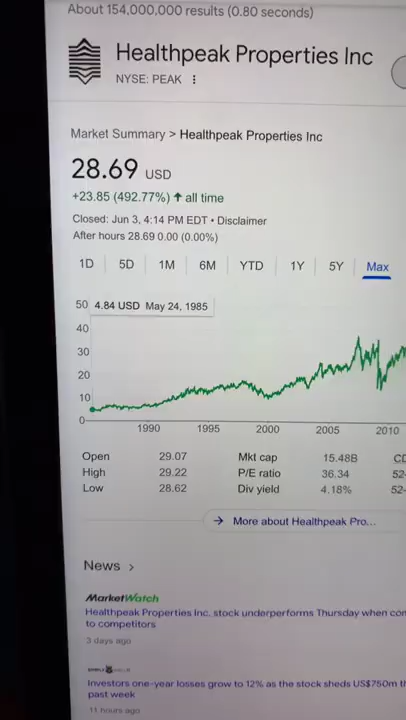 About 154,000,000 results (0.80 seconds)
Healthpeak Properties Inc
NYSE: PEAK
Market Summary > Healthpeak Properties Inc
28.69 USD
+23.85 (492.77%) ↑ all time
Closed: Jun 3, 4:14 PM EDT • Disclaimer
After hours 28.69 0.00 (0.00%)
1D 5D 1M 6M YTD 1Y 5Y Max
50 4.84 USD May 24, 1985
40
30
20
10
0
1990 1995 2000 2005 2010
Open 29.07 Mkt cap 15.48B CD
High 29.22 P/E ratio 36.34 52-
Low 28.62 Div yield 4.18% 52-
→ More about Healthpeak Pro...
News >
MarketWatch
Healthpeak Properties Inc. stock underperforms Thursday when com
to competitors
3 days ago
Investors one-year losses grow to 12% as the stock sheds US$750m th
past week
11 hours ago